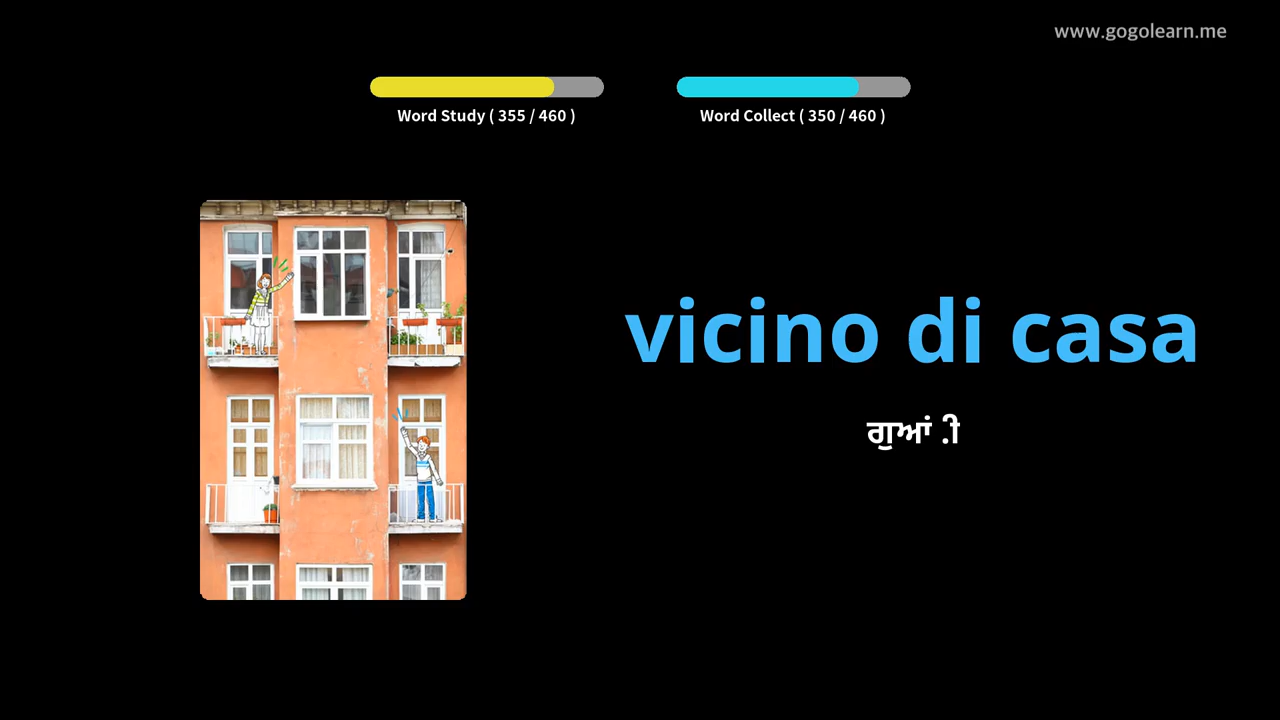 www.gogolearn.me
Word Study ( 355 / 460 )
Word Collect ( 350 / 460 )
vicino di casa
ਗੁਆਂ .ੀ